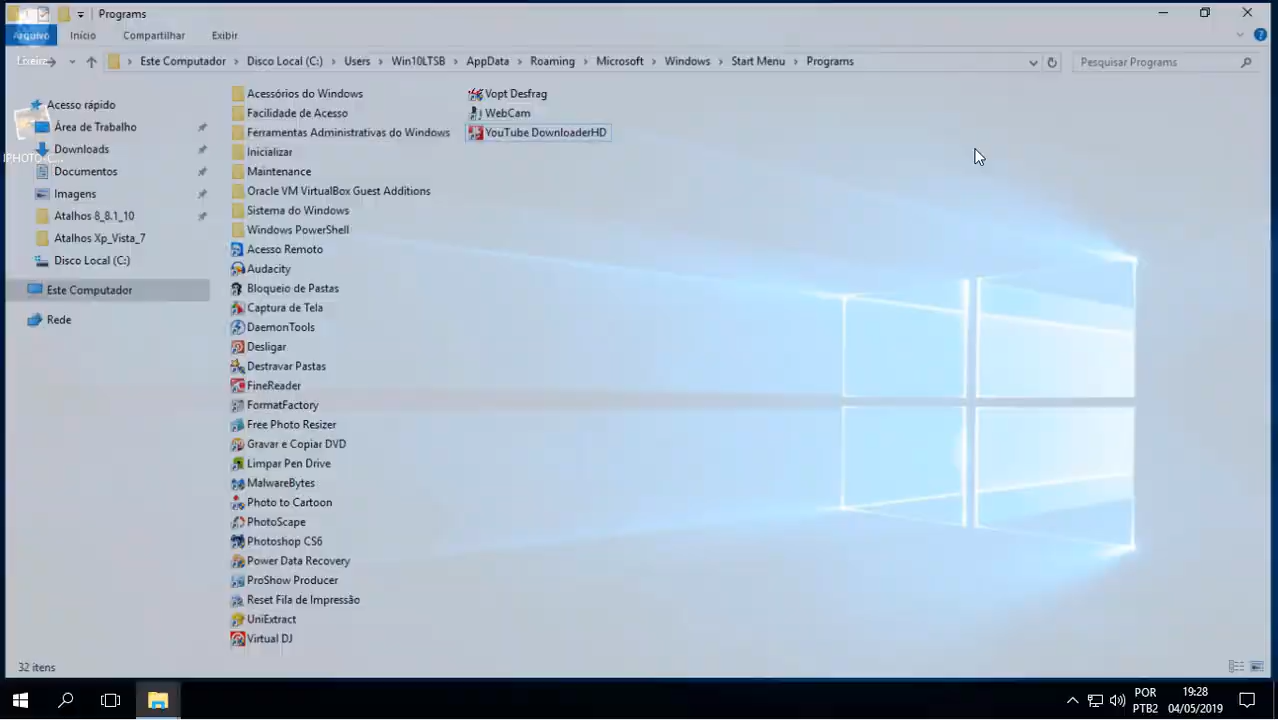 Programs
Arquivo Início Compartilhar Exibir
Lixeira
Este Computador Disco Local (C:) Users Win10LTSB AppData Roaming Microsoft Windows Start Menu Programs
Pesquisar Programs
Acesso rápido
Área de Trabalho
Downloads
Documentos
Imagens
Atalhos 8_8.1_10
Atalhos Xp_Vista_7
Disco Local (C:)
Este Computador
Rede
IPHOTO-C...
Acessórios do Windows
Facilidade de Acesso
Ferramentas Administrativas do Windows
Inicializar
Maintenance
Oracle VM VirtualBox Guest Additions
Sistema do Windows
Windows PowerShell
Acesso Remoto
Audacity
Bloqueio de Pastas
Captura de Tela
DaemonTools
Desligar
Destravar Pastas
FineReader
FormatFactory
Free Photo Resizer
Gravar e Copiar DVD
Limpar Pen Drive
MalwareBytes
Photo to Cartoon
PhotoScape
Photoshop CS6
Power Data Recovery
ProShow Producer
Reset Fila de Impressão
UniExtract
Virtual DJ
Vopt Desfrag
WebCam
YouTube DownloaderHD
32 itens
POR
PTB2
19:28
04/05/2019